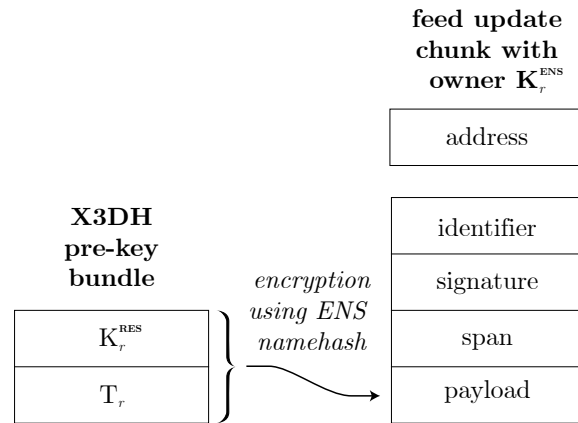 feed update
chunk with
owner K_r^ENS
address
X3DH
pre-key
bundle
K_r^RES
T_r
encryption
using ENS
namehash
identifier
signature
span
payload